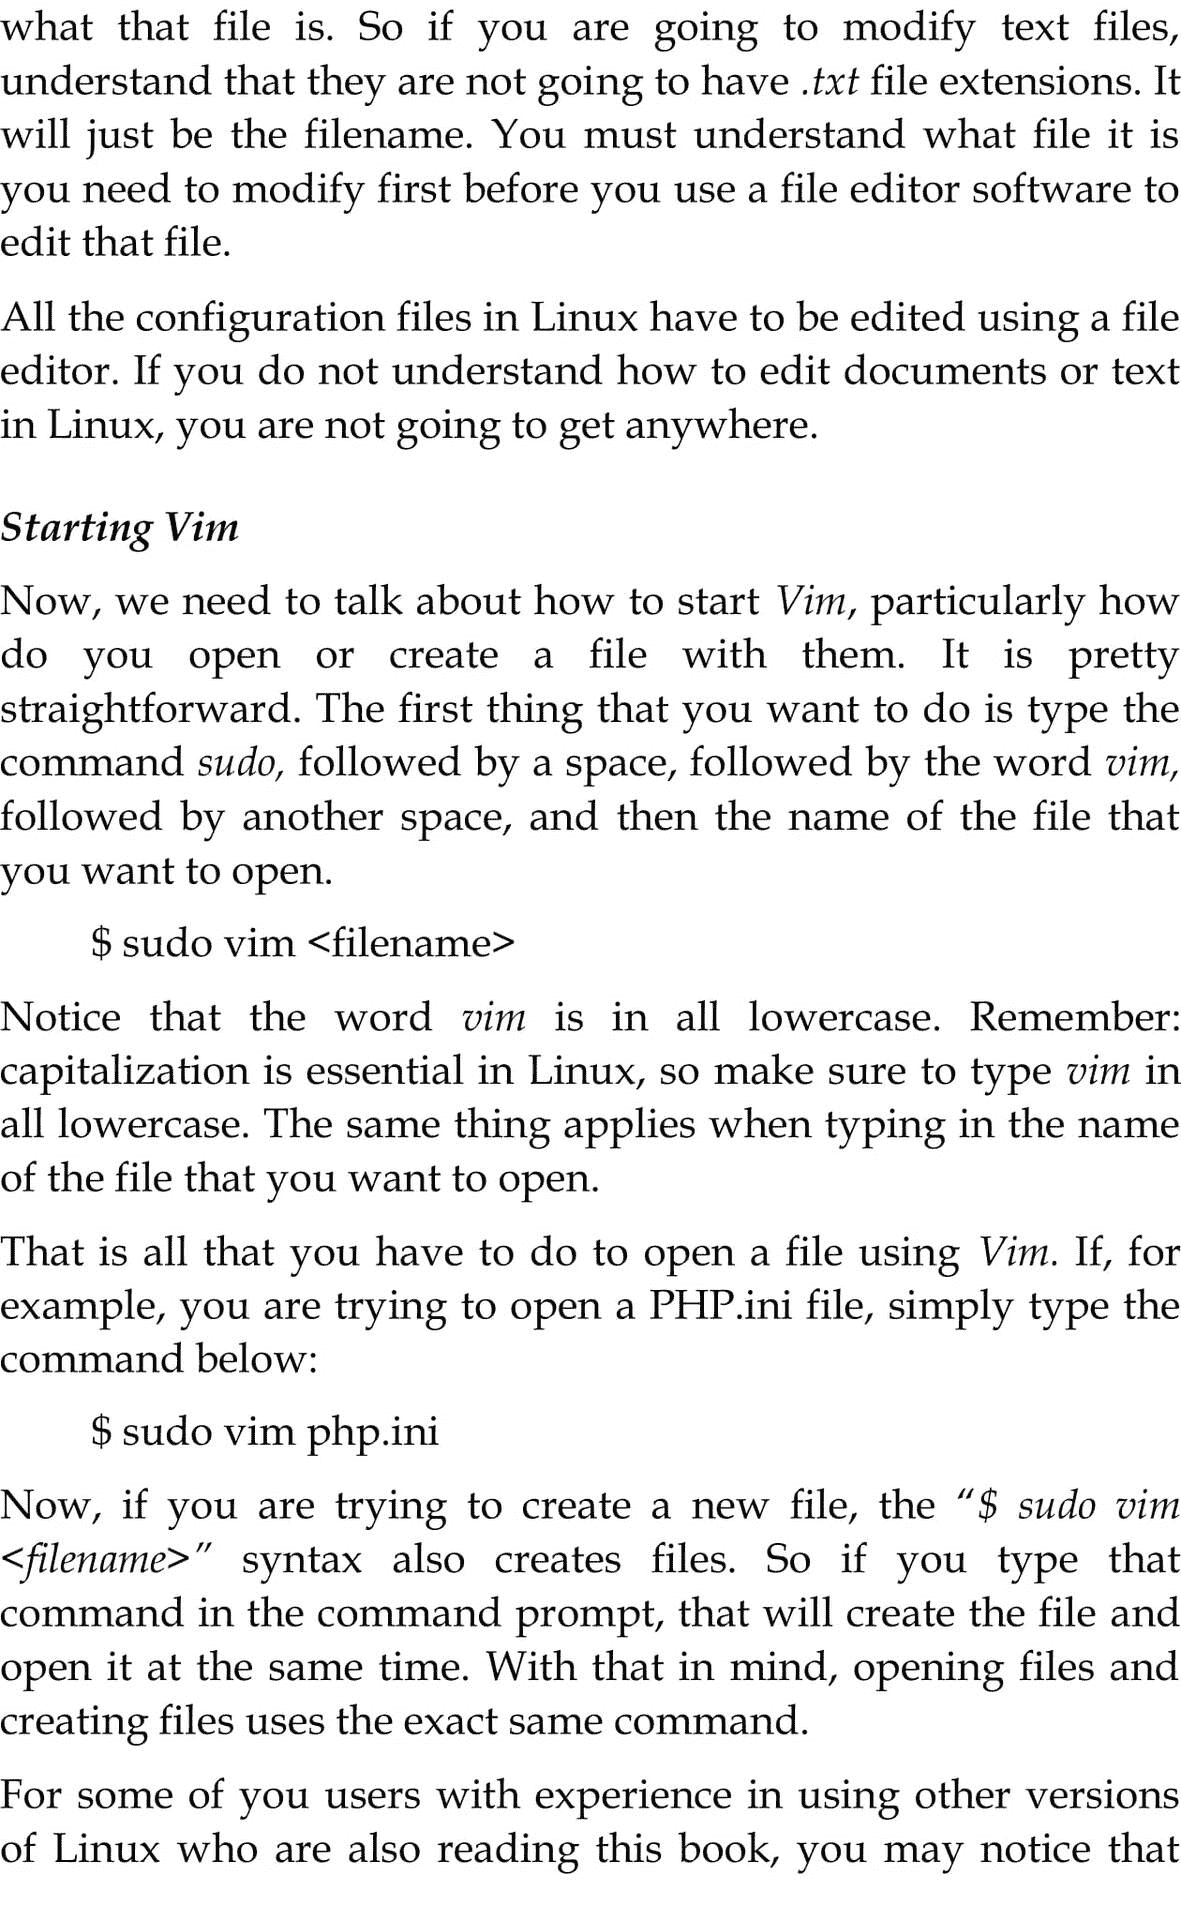 what that file is. So if you are going to modify text files,
understand that they are not going to have .txt file extensions. It
will just be the filename. You must understand what file it is
you need to modify first before you use a file editor software to
edit that file.
All the configuration files in Linux have to be edited using a file
editor. If you do not understand how to edit documents or text
in Linux, you are not going to get anywhere.
Starting Vim
Now, we need to talk about how to start Vim, particularly how
do you open or create a file with them. It is pretty
straightforward. The first thing that you want to do is type the
command sudo, followed by a space, followed by the word vim,
followed by another space, and then the name of the file that
you want to open.
$ sudo vim <filename>
Notice that the word vim is in all lowercase. Remember:
capitalization is essential in Linux, so make sure to type vim in
all lowercase. The same thing applies when typing in the name
of the file that you want to open.
That is all that you have to do to open a file using Vim. If, for
example, you are trying to open a PHP.ini file, simply type the
command below:
$ sudo vim php.ini
Now, if you are trying to create a new file, the “$ sudo vim
<filename>” syntax also creates files. So if you type that
command in the command prompt, that will create the file and
open it at the same time. With that in mind, opening files and
creating files uses the exact same command.
For some of you users with experience in using other versions
of Linux who are also reading this book, you may notice that